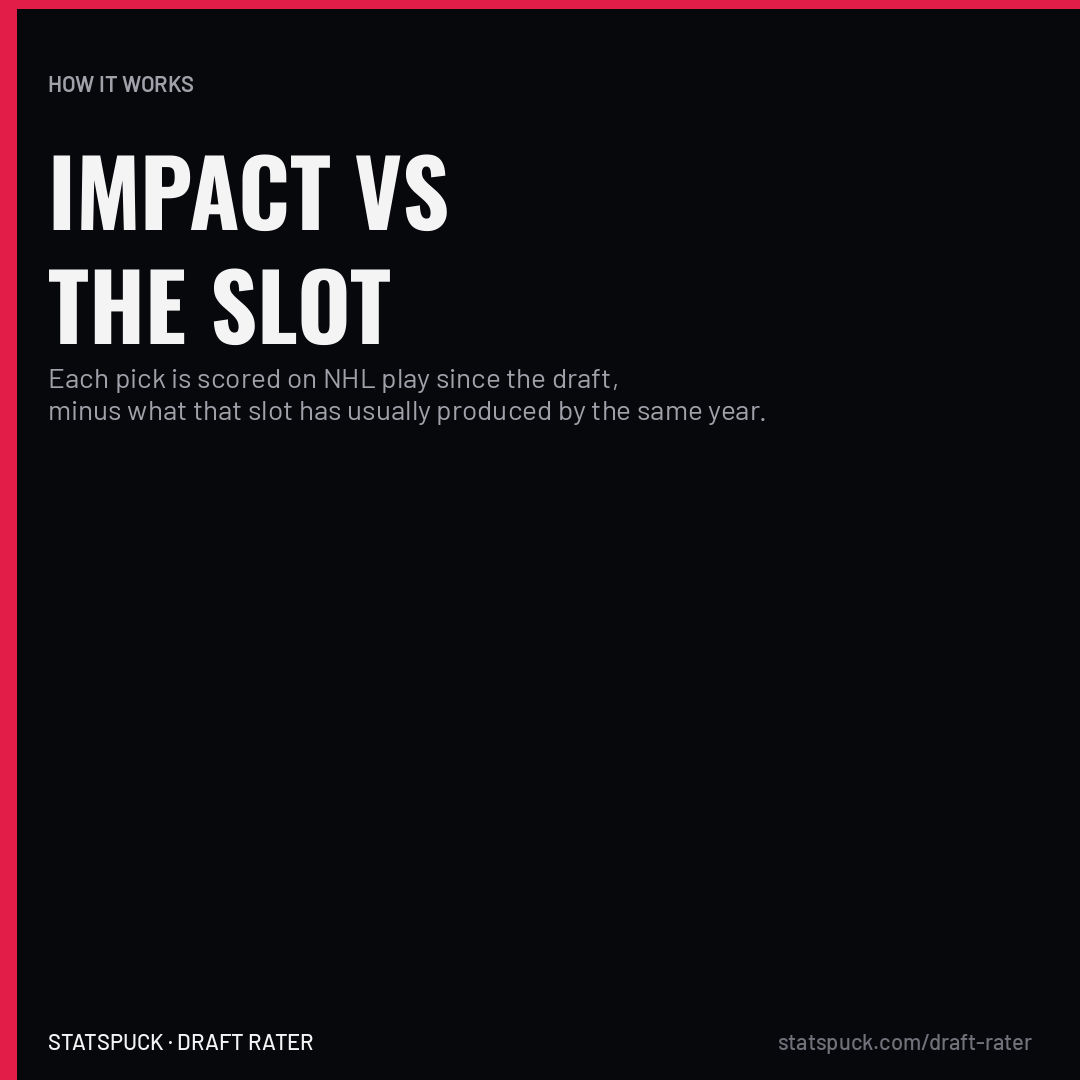 HOW IT WORKS
IMPACT VS
THE SLOT
Each pick is scored on NHL play since the draft,
minus what that slot has usually produced by the same year.
STATSPUCK · DRAFT RATER
statspuck.com/draft-rater